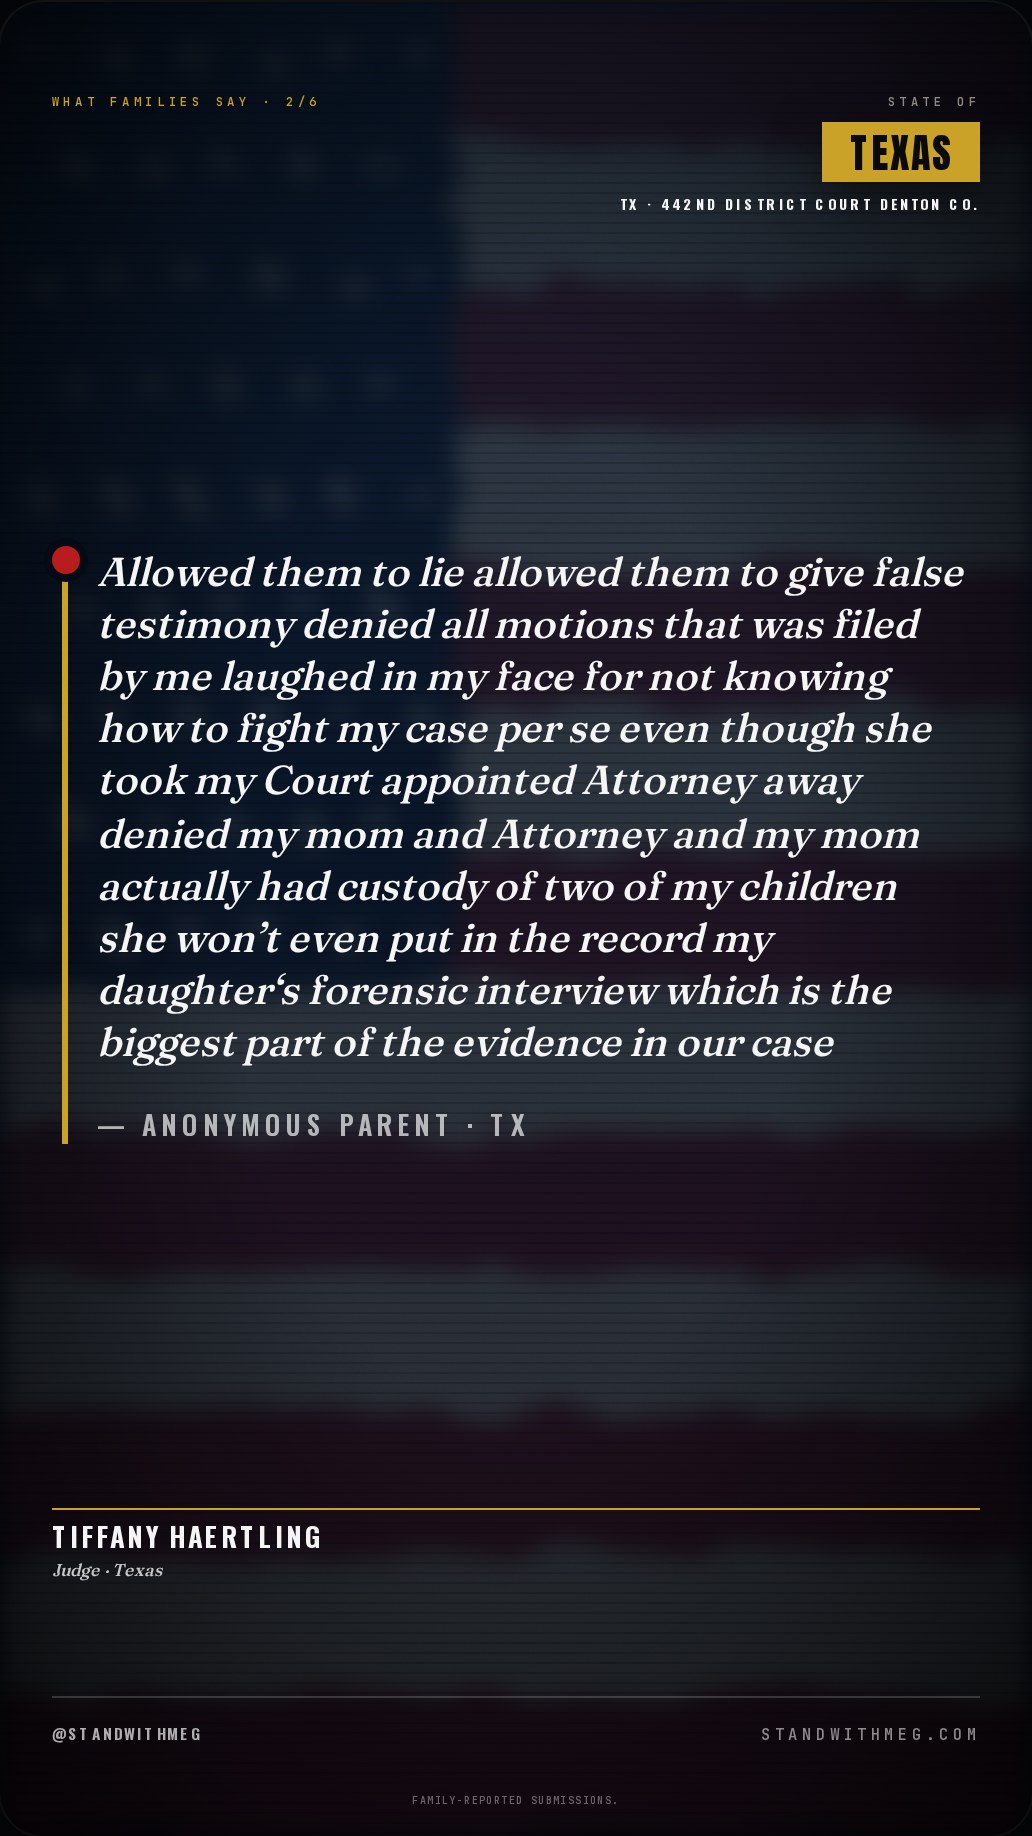 WHAT FAMILIES SAY · 2/6
STATE OF
TEXAS
TX · 442ND DISTRICT COURT DENTON CO.
Allowed them to lie allowed them to give false
testimony denied all motions that was filed
by me laughed in my face for not knowing
how to fight my case per se even though she
took my Court appointed Attorney away
denied my mom and Attorney and my mom
actually had custody of two of my children
she won’t even put in the record my
daughter‘s forensic interview which is the
biggest part of the evidence in our case
— ANONYMOUS PARENT · TX
TIFFANY HAERTLING
Judge · Texas
@STANDWITHMEG
STANDWITHMEG.COM
FAMILY-REPORTED SUBMISSIONS.